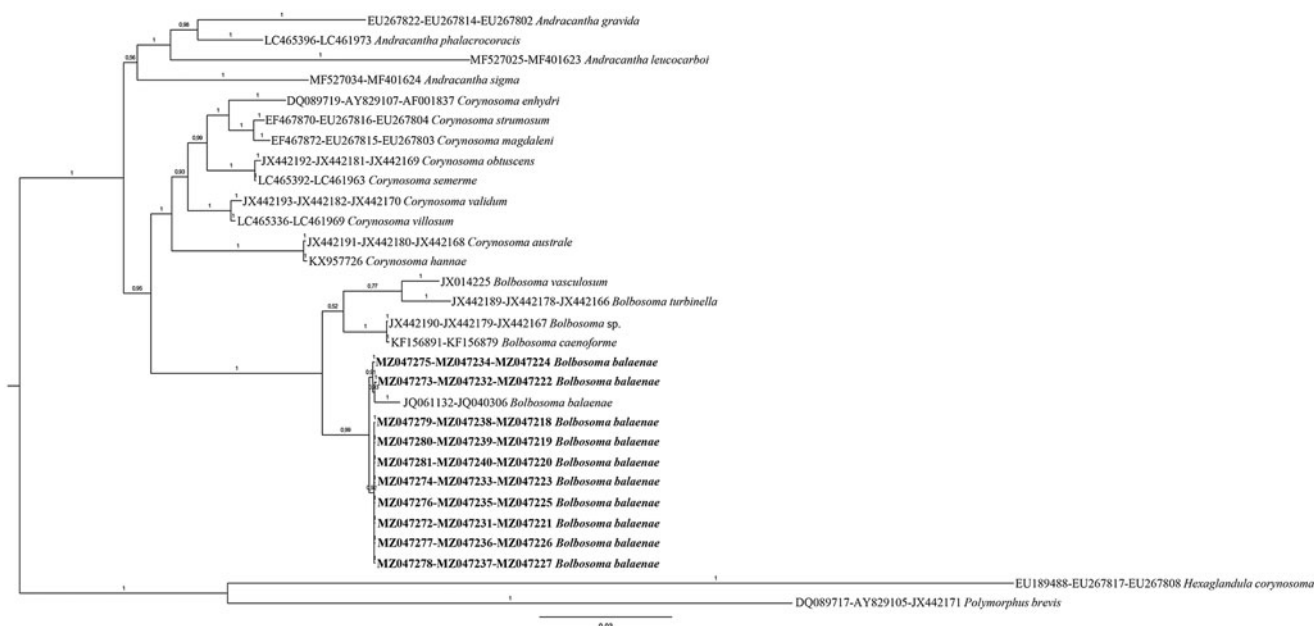 EU267822-EU267814-EU267802 Andracantha gravida
LC465396-LC461973 Andracantha phalacrocoracis
MF527025-MF401623 Andracantha leucocarboi
MF527034-MF401624 Andracantha sigma
DQ089719-AY829107-AF001837 Corynosoma enhydri
EF467870-EU267816-EU267804 Corynosoma strumosum
EF467872-EU267815-EU267803 Corynosoma magdaleni
JX442192-JX442181-JX442169 Corynosoma obtuscens
LC465392-LC461963 Corynosoma semerme
JX442193-JX442182-JX442170 Corynosoma validum
LC465336-LC461969 Corynosoma villosum
JX442191-JX442180-JX442168 Corynosoma australe
KX957726 Corynosoma hannae
JX014225 Bolbosoma vasculosum
JX442189-JX442178-JX442166 Bolbosoma turbinella
JX442190-JX442179-JX442167 Bolbosoma sp.
KF156891-KF156879 Bolbosoma caenoforme
MZ047275-MZ047234-MZ047224 Bolbosoma balaenae
MZ047273-MZ047232-MZ047222 Bolbosoma balaenae
JQ061132-JQ040306 Bolbosoma balaenae
MZ047279-MZ047238-MZ047218 Bolbosoma balaenae
MZ047280-MZ047239-MZ047219 Bolbosoma balaenae
MZ047281-MZ047240-MZ047220 Bolbosoma balaenae
MZ047274-MZ047233-MZ047223 Bolbosoma balaenae
MZ047276-MZ047235-MZ047225 Bolbosoma balaenae
MZ047272-MZ047231-MZ047221 Bolbosoma balaenae
MZ047277-MZ047236-MZ047226 Bolbosoma balaenae
MZ047278-MZ047237-MZ047227 Bolbosoma balaenae
EU189488-EU267817-EU267808 Hexaglandula corynosoma
DQ089717-AY829105-JX442171 Polymorphus brevis